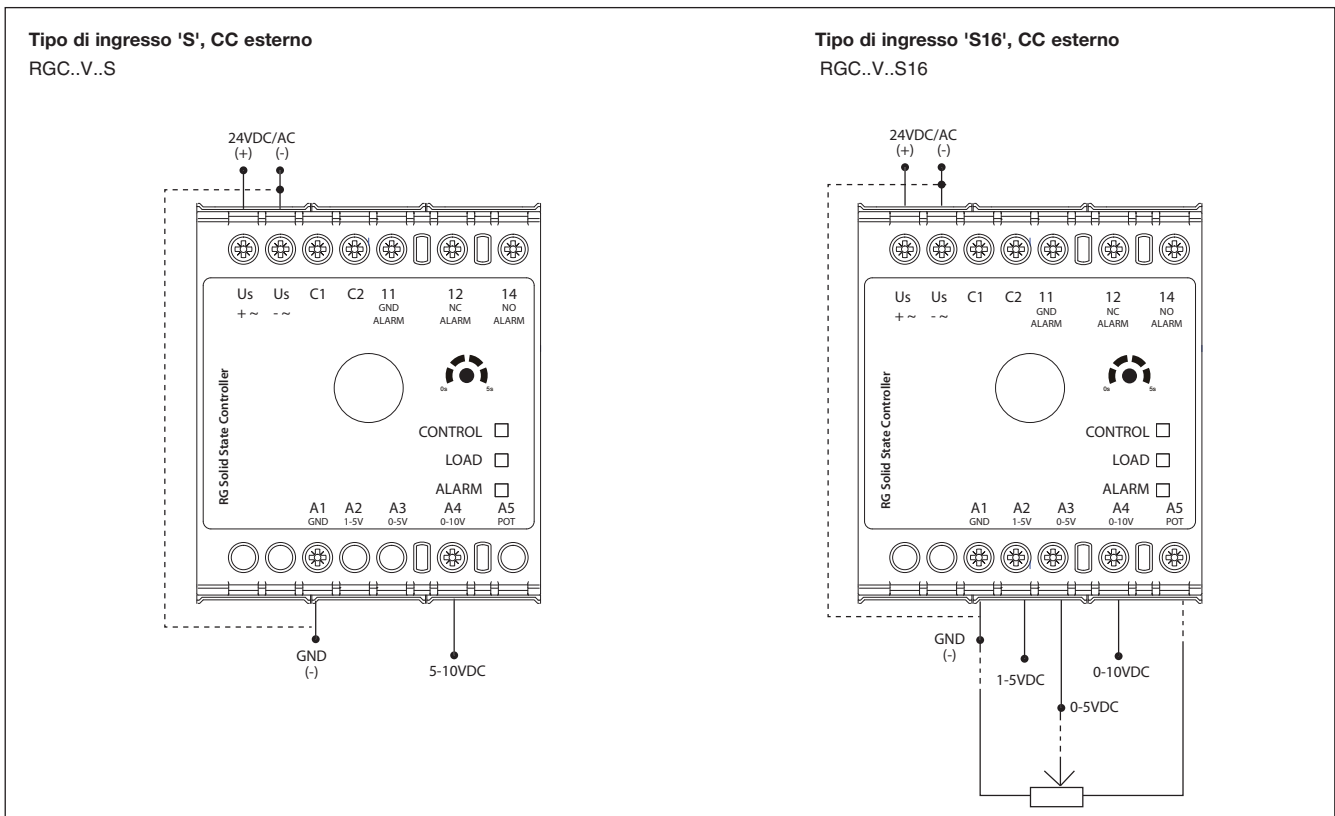 Tipo di ingresso 'S', CC esterno
RGC..V..S
24VDC/AC
(+) (-)
Us Us C1 C2 11 12 14
+ ~ - ~ GND NC NO
ALARM ALARM ALARM
0s 5s
RG Solid State Controller
CONTROL
LOAD
ALARM
A1 A2 A3 A4 A5
GND 1-5V 0-5V 0-10V POT
GND
(-)
5-10VDC
Tipo di ingresso 'S16', CC esterno
RGC..V..S16
24VDC/AC
(+) (-)
Us Us C1 C2 11 12 14
+ ~ - ~ GND NC NO
ALARM ALARM ALARM
0s 5s
RG Solid State Controller
CONTROL
LOAD
ALARM
A1 A2 A3 A4 A5
GND 1-5V 0-5V 0-10V POT
GND
(-)
1-5VDC
0-10VDC
0-5VDC